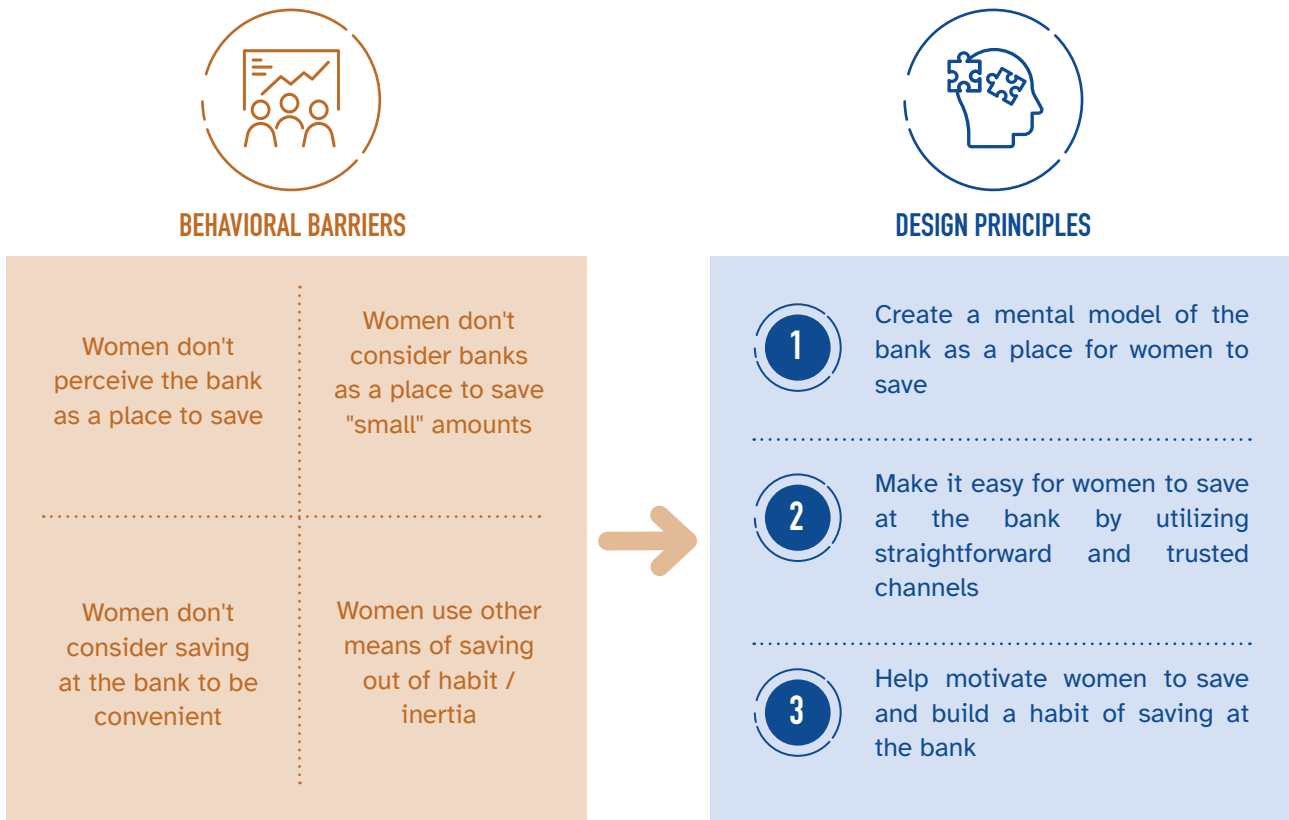 BEHAVIORAL BARRIERS
Women don't
perceive the bank
as a place to save
Women don't
consider banks
as a place to save
"small" amounts
Women don't
consider saving
at the bank to be
convenient
Women use other
means of saving
out of habit /
inertia
DESIGN PRINCIPLES
1
Create a mental model of the
bank as a place for women to
save
2
Make it easy for women to save
at the bank by utilizing
straightforward and trusted
channels
3
Help motivate women to save
and build a habit of saving at
the bank